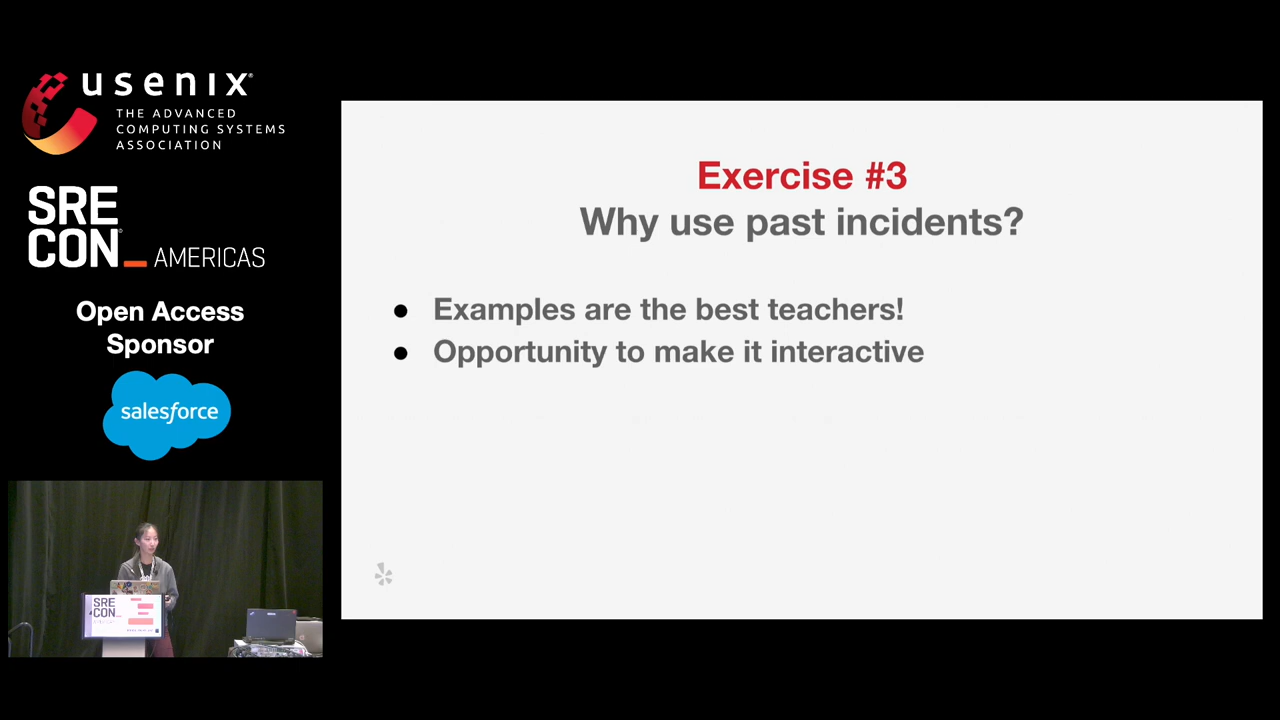 usenix®
THE ADVANCED
COMPUTING SYSTEMS
ASSOCIATION
SRE
CON
AMERICAS
Open Access
Sponsor
salesforce
Exercise #3
Why use past incidents?
● Examples are the best teachers!
● Opportunity to make it interactive
SRE
CON